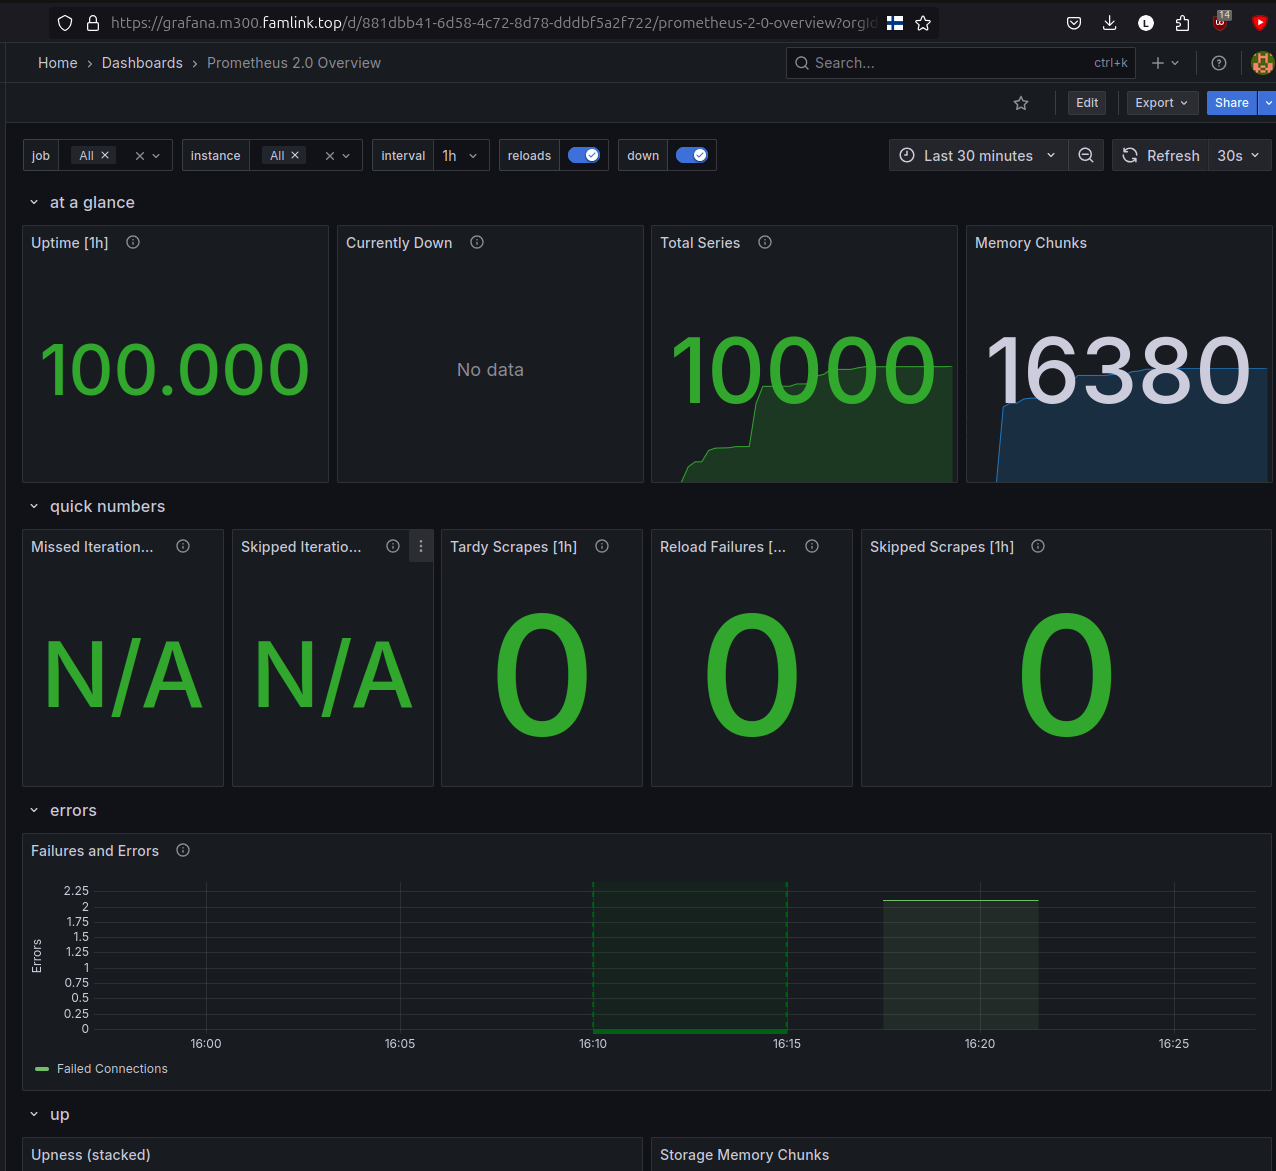 https://grafana.m300.famlink.top/d/881dbb41-6d58-4c72-8d78-dddbf5a2f722/prometheus-2-0-overview?orgId
14
Home › Dashboards › Prometheus 2.0 Overview
Search...
ctrl+k
Edit
Export
Share
job
All
instance
All
interval
1h
reloads
down
Last 30 minutes
Refresh
30s
at a glance
Uptime [1h]
Currently Down
Total Series
Memory Chunks
100.000
No data
10000
16380
quick numbers
Missed Iteration...
Skipped Iteratio...
Tardy Scrapes [1h]
Reload Failures [...
Skipped Scrapes [1h]
N/A
N/A
0
0
0
errors
Failures and Errors
Errors
2.25
2
1.75
1.5
1.25
1
0.75
0.5
0.25
0
16:00
16:05
16:10
16:15
16:20
16:25
Failed Connections
up
Upness (stacked)
Storage Memory Chunks